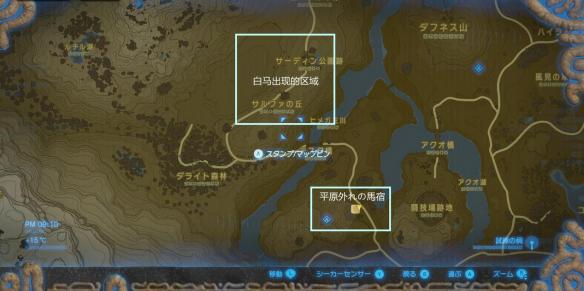 ダフネス山
ハイラ
ルチル湖
サーディン公園跡
白马出现的区域
風見の
サルファの丘
ヒメガミ川
スタンプ/マップピン
アクオ橋
デライト森林
アクオ湖
平原外れの馬宿
闘技場跡地
PM 09:10
+15℃
試練の祠
移動 L
シーカーセンサー Y
戻る B
選ぶ A
ズーム R